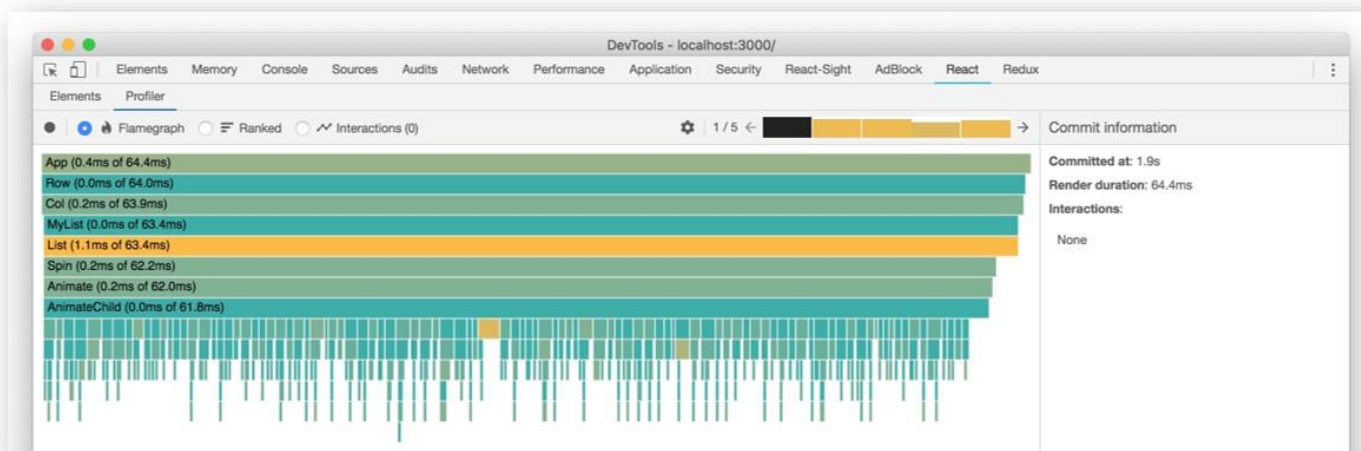 DevTools - localhost:3000/
Elements Memory Console Sources Audits Network Performance Application Security React-Sight AdBlock React Redux
Elements Profiler
Flamegraph Ranked Interactions (0) 1 / 5 Commit information
App (0.4ms of 64.4ms)
Row (0.0ms of 64.0ms)
Col (0.2ms of 63.9ms)
MyList (0.0ms of 63.4ms)
List (1.1ms of 63.4ms)
Spin (0.2ms of 62.2ms)
Animate (0.2ms of 62.0ms)
AnimateChild (0.0ms of 61.8ms)
Committed at: 1.9s
Render duration: 64.4ms
Interactions:
None